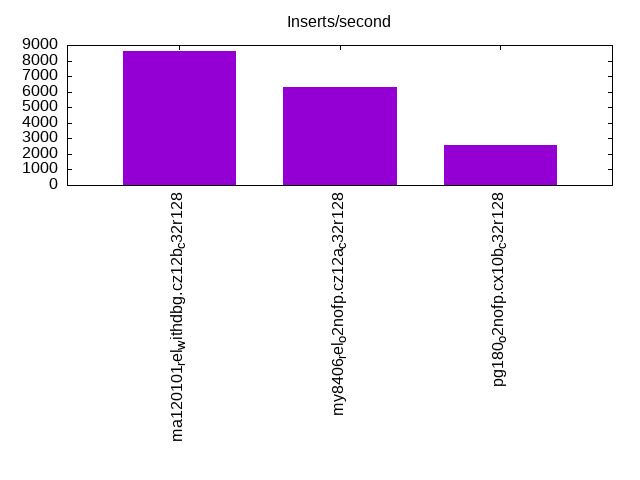 Inserts/second
9000
8000
7000
6000
5000
4000
3000
2000
1000
0
ma120101relwithdbg.cz12bc32r128
my8406relo2nofp.cz12ac32r128
pg180o2nofp.cx10bc32r128